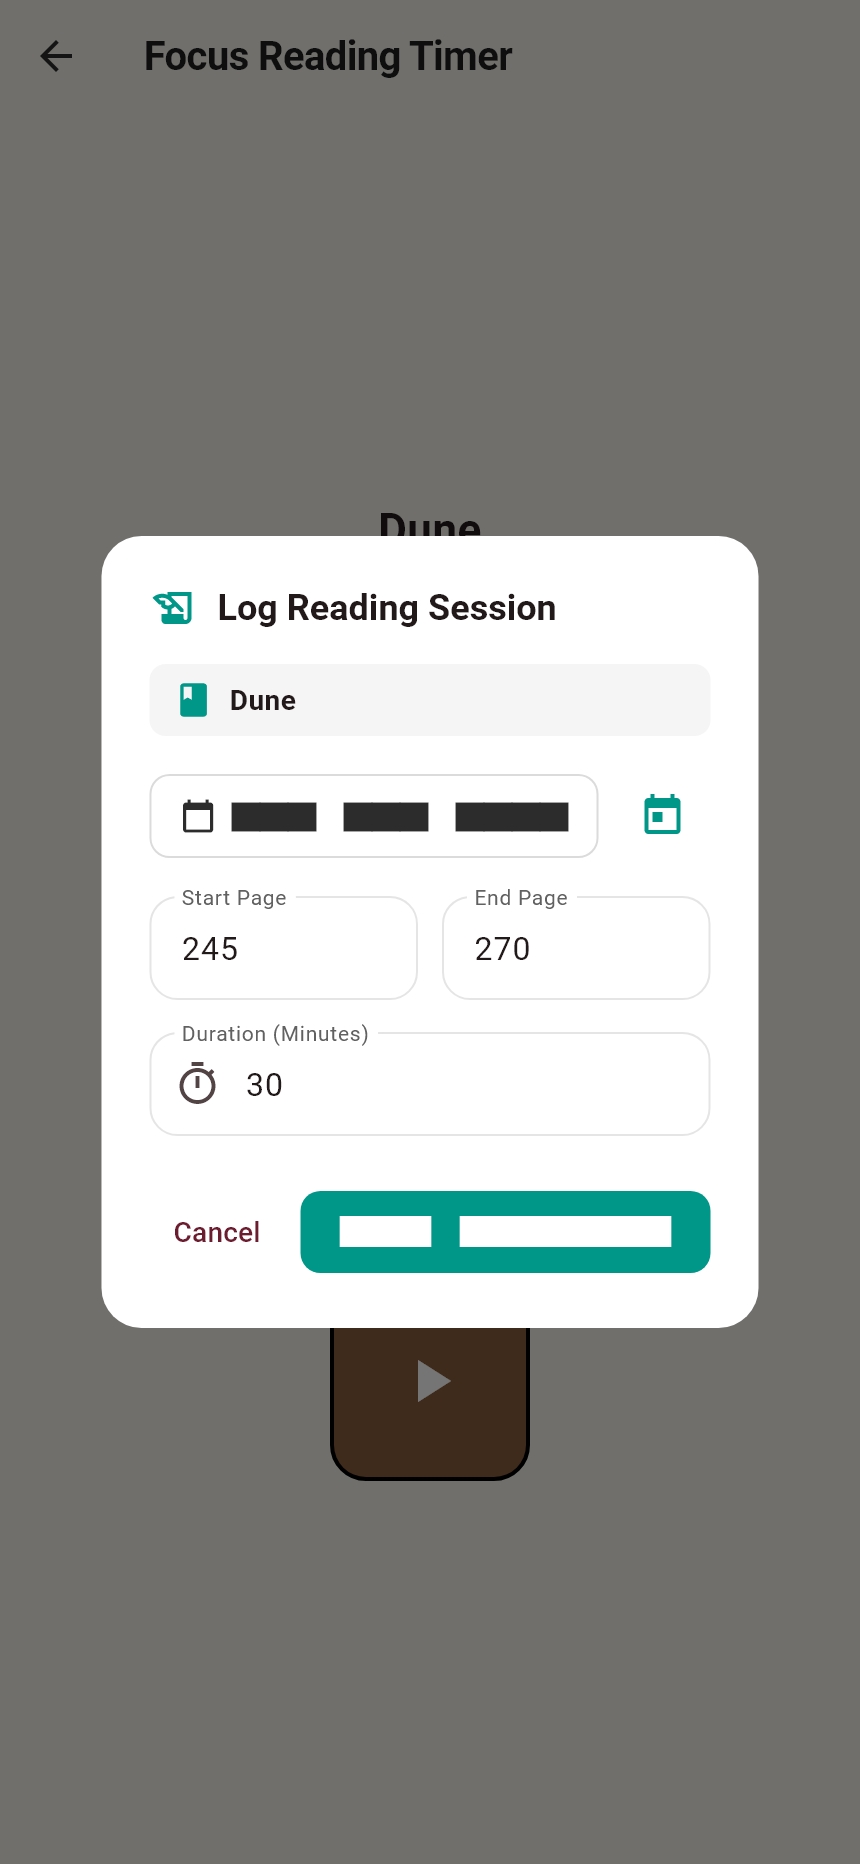 Focus Reading Timer
Dune
Log Reading Session
Dune
Start Page
End Page
245
270
Duration (Minutes)
30
Cancel